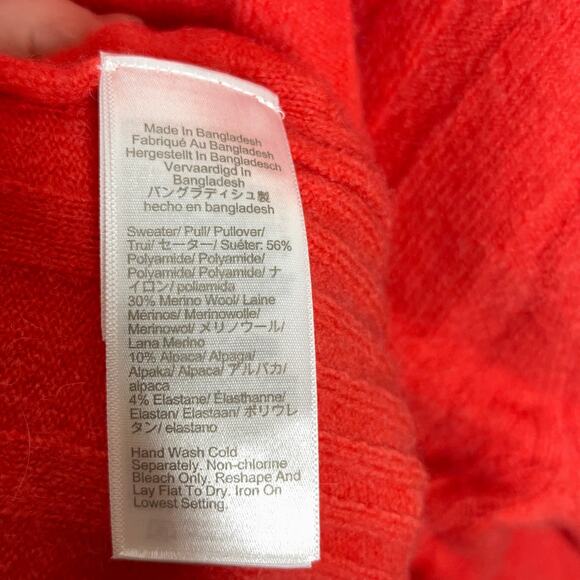 Made In Bangladesh
Fabriqué Au Bangladesh
Hergestellt In Bangladesch
Vervaardigd In
Bangladesh
バングラディシュ製
hecho en bangladesh
Sweater/ Pull/ Pullover/
Trui/ セーター/ Suéter: 56%
Polyamide/ Polyamide/
Polyamide/ Polyamide/ ナ
イロン/ poliamida
30% Merino Wool/ Laine
Mérinos/ Merinowolle/
Merinowol/ メリノウール/
Lana Merino
10% Alpaca/ Alpaga/
Alpaka/ Alpaca/ アルパカ/
alpaca
4% Elastane/ Élasthanne/
Elastan/ Elastaan/ ポリウレ
タン/ elastano
Hand Wash Cold
Separately. Non-chlorine
Bleach Only. Reshape And
Lay Flat To Dry. Iron On
Lowest Setting.